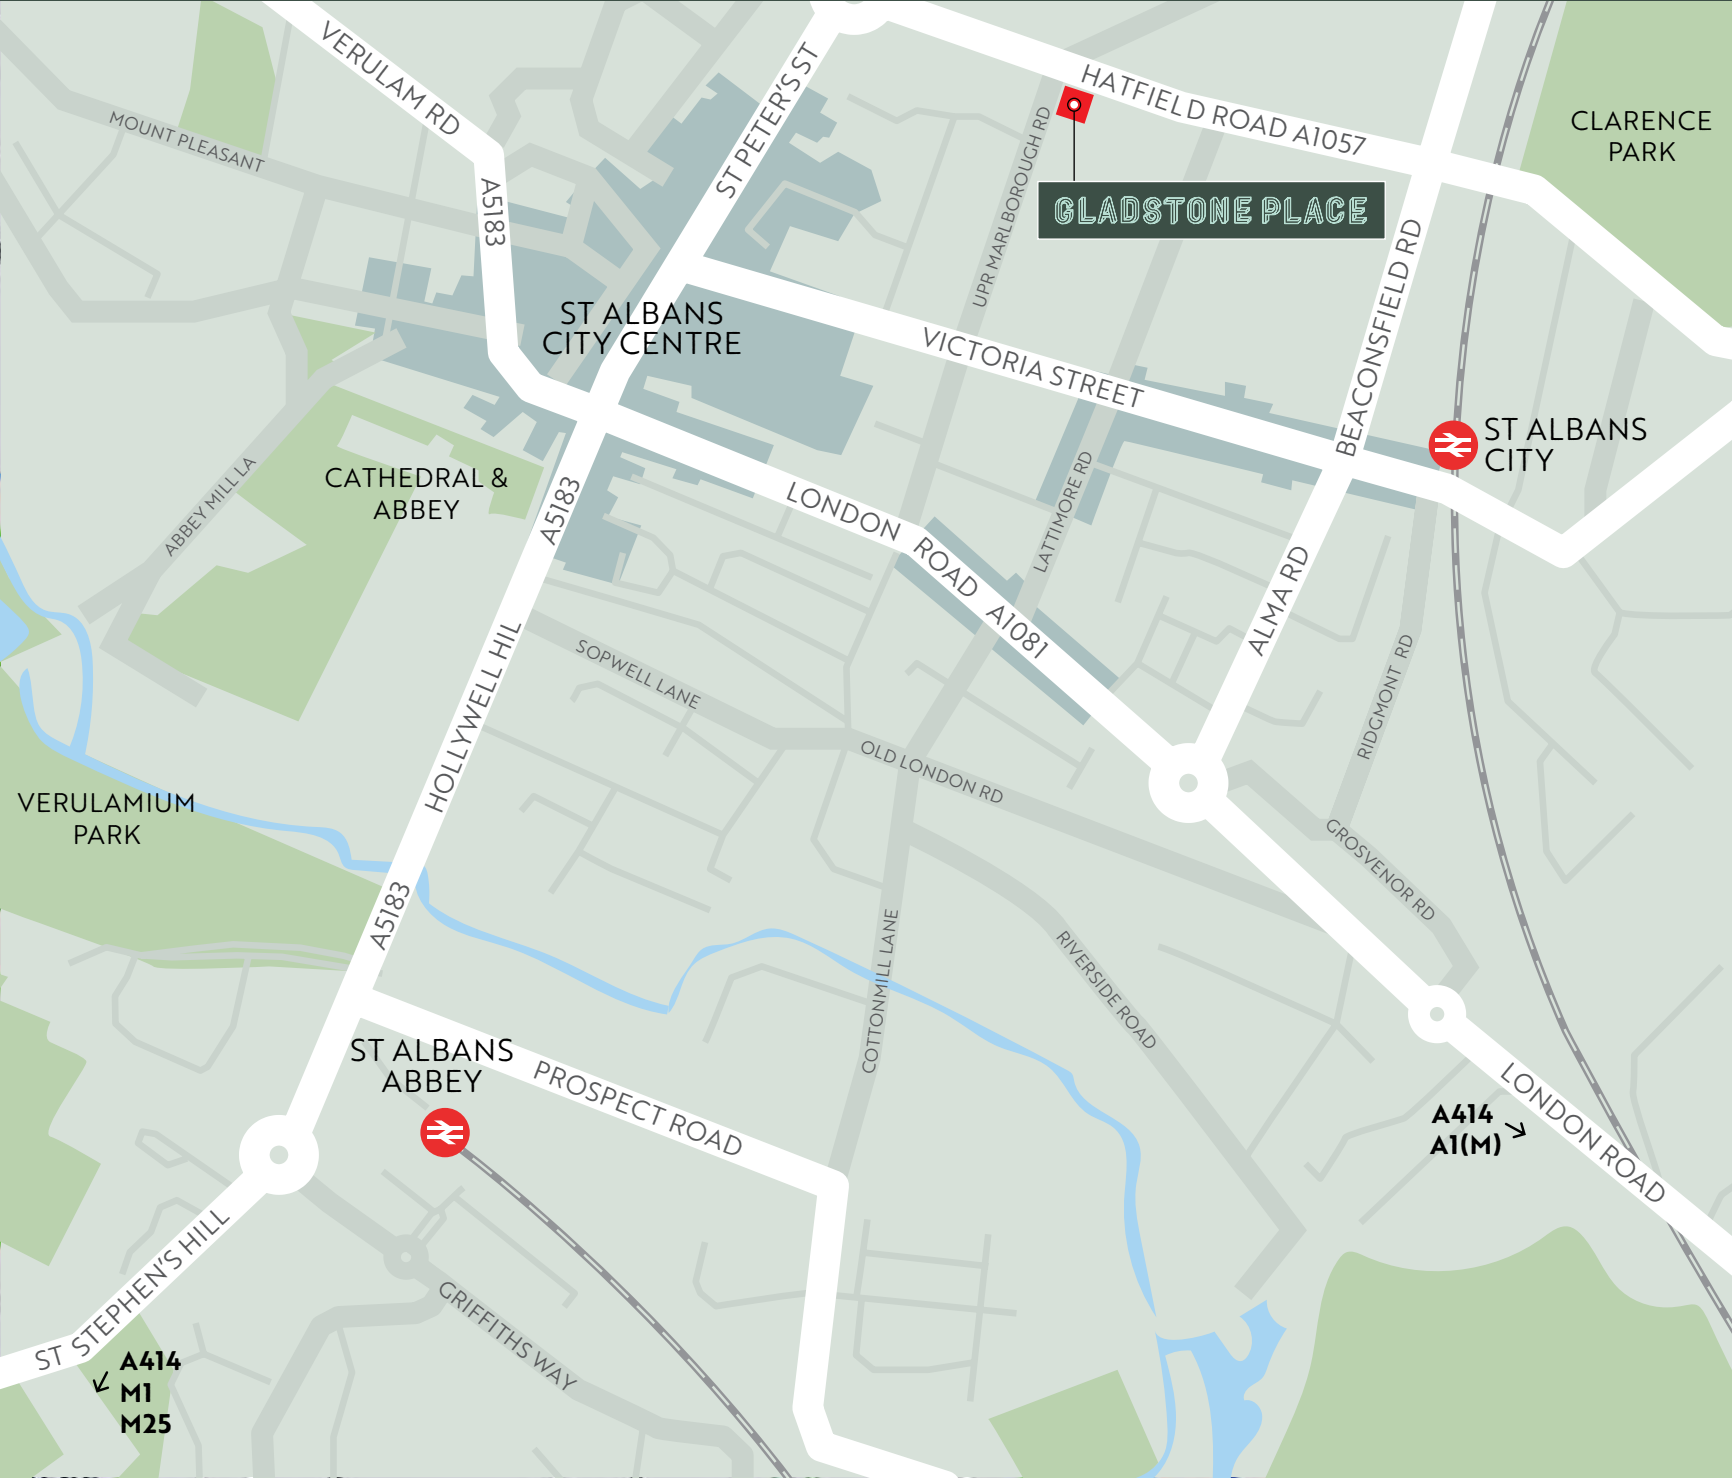 VERULAM RD
ST PETER'S ST
HATFIELD ROAD A1057
CLARENCE
PARK
MOUNT PLEASANT
A5183
UPR MARLBOROUGH RD
GLADSTONE PLACE
BEACONSFIELD RD
ST ALBANS
CITY CENTRE
VICTORIA STREET
ST ALBANS
CITY
CATHEDRAL &
ABBEY
ABBEY MILL LA
A5183
LONDON ROAD A1081
LATTIMORE RD
ALMA RD
HOLLYWELL HIL
SOPWELL LANE
RIDGMONT RD
OLD LONDON RD
VERULAMIUM
PARK
GROSVENOR RD
A5183
COTTONMILL LANE
RIVERSIDE ROAD
ST ALBANS
ABBEY
PROSPECT ROAD
LONDON ROAD
A414
A1(M)
ST STEPHEN'S HILL
GRIFFITHS WAY
A414
M1
M25